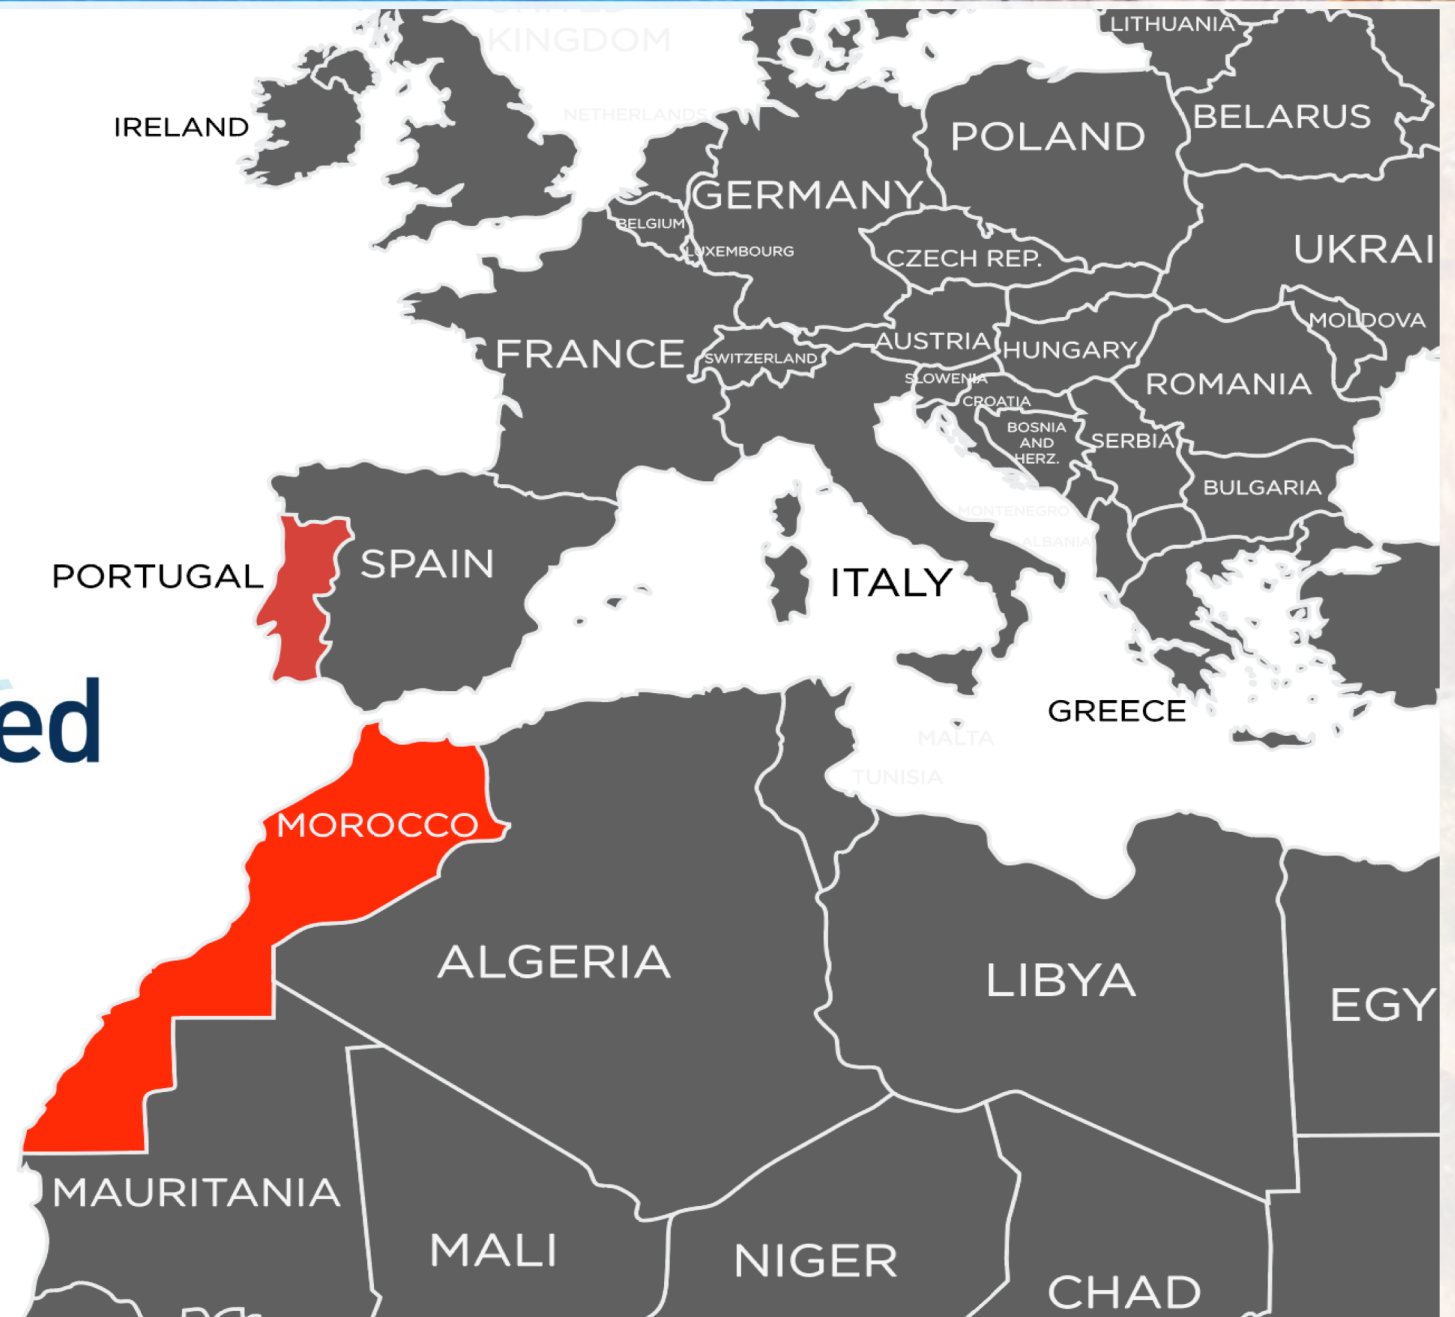 UNITED
KINGDOM
LITHUANIA
IRELAND
NETHERLANDS
BELARUS
POLAND
GERMANY
BELGIUM
LUXEMBOURG
CZECH REP.
UKRAI
MOLDOVA
FRANCE
SWITZERLAND
AUSTRIA
HUNGARY
SLOWENIA
CROATIA
ROMANIA
BOSNIA
AND
HERZ.
SERBIA
BULGARIA
MONTENEGRO
ALBANIA
PORTUGAL
SPAIN
ITALY
GREECE
ed
MALTA
TUNISIA
MOROCCO
ALGERIA
LIBYA
EGY
MAURITANIA
MALI
NIGER
CHAD